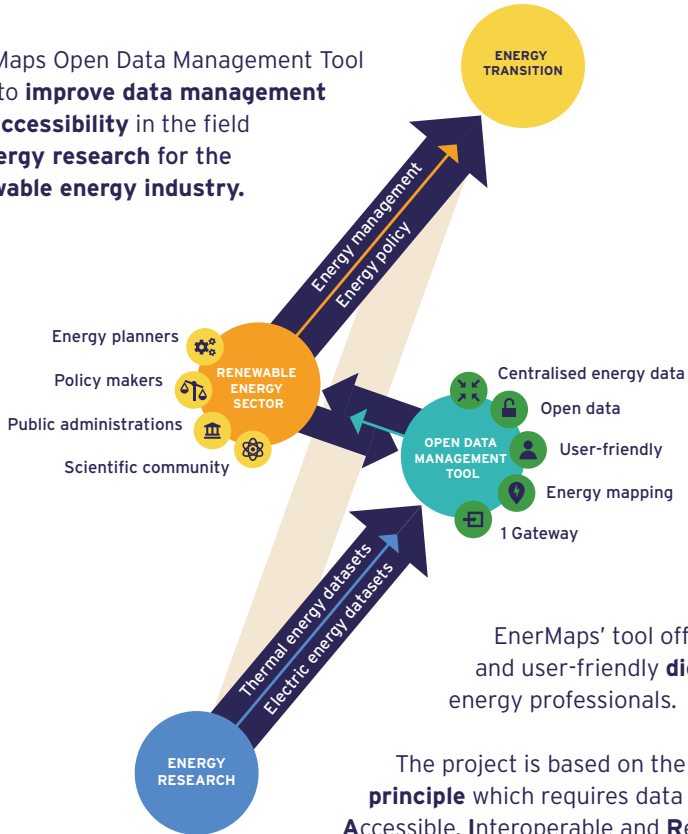 Maps Open Data Management Tool
to improve data management
ccessibility in the field
ergy research for the
wable energy industry.
ENERGY
TRANSITION
Energy management
Energy policy
Energy planners
Policy makers
Public administrations
Scientific community
RENEWABLE
ENERGY
SECTOR
Centralised energy data
Open data
User-friendly
Energy mapping
1 Gateway
OPEN DATA
MANAGEMENT
TOOL
Thermal energy datasets
Electric energy datasets
ENERGY
RESEARCH
EnerMaps' tool off
and user-friendly di
energy professionals.
The project is based on the
principle which requires data
Accessible, Interoperable and Re